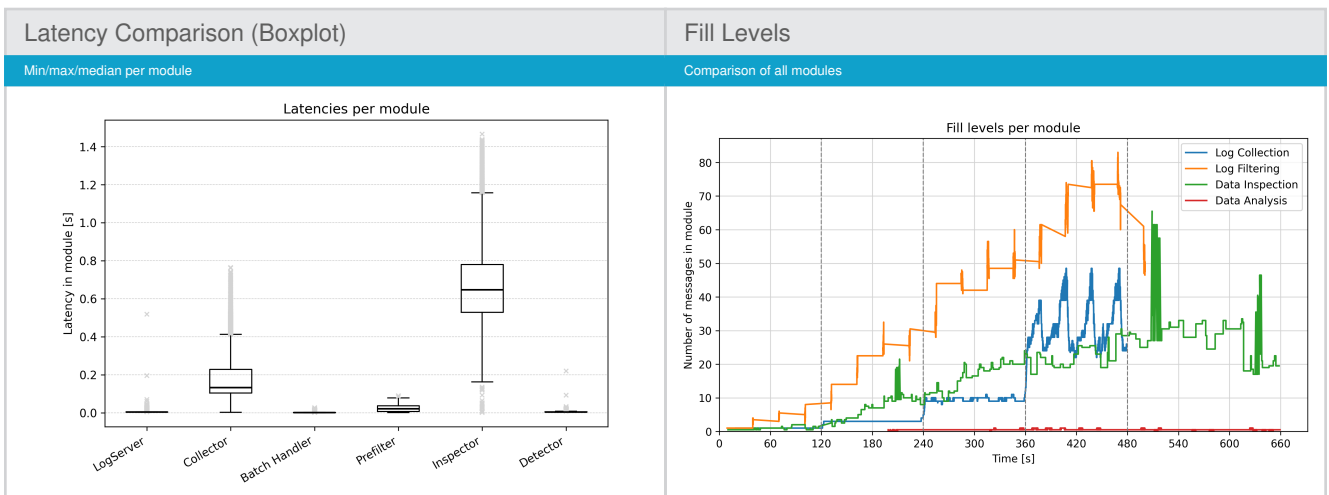 Latency Comparison (Boxplot)
Min/max/median per module
Latencies per module
Latency in module [s]
1.4
1.2
1.0
0.8
0.6
0.4
0.2
0.0
LogServer
Collector
Batch Handler
Prefilter
Inspector
Detector
Fill Levels
Comparison of all modules
Fill levels per module
Number of messages in module
80
70
60
50
40
30
20
10
0
Log Collection
Log Filtering
Data Inspection
Data Analysis
0 60 120 180 240 300 360 420 480 540 600 660
Time [s]